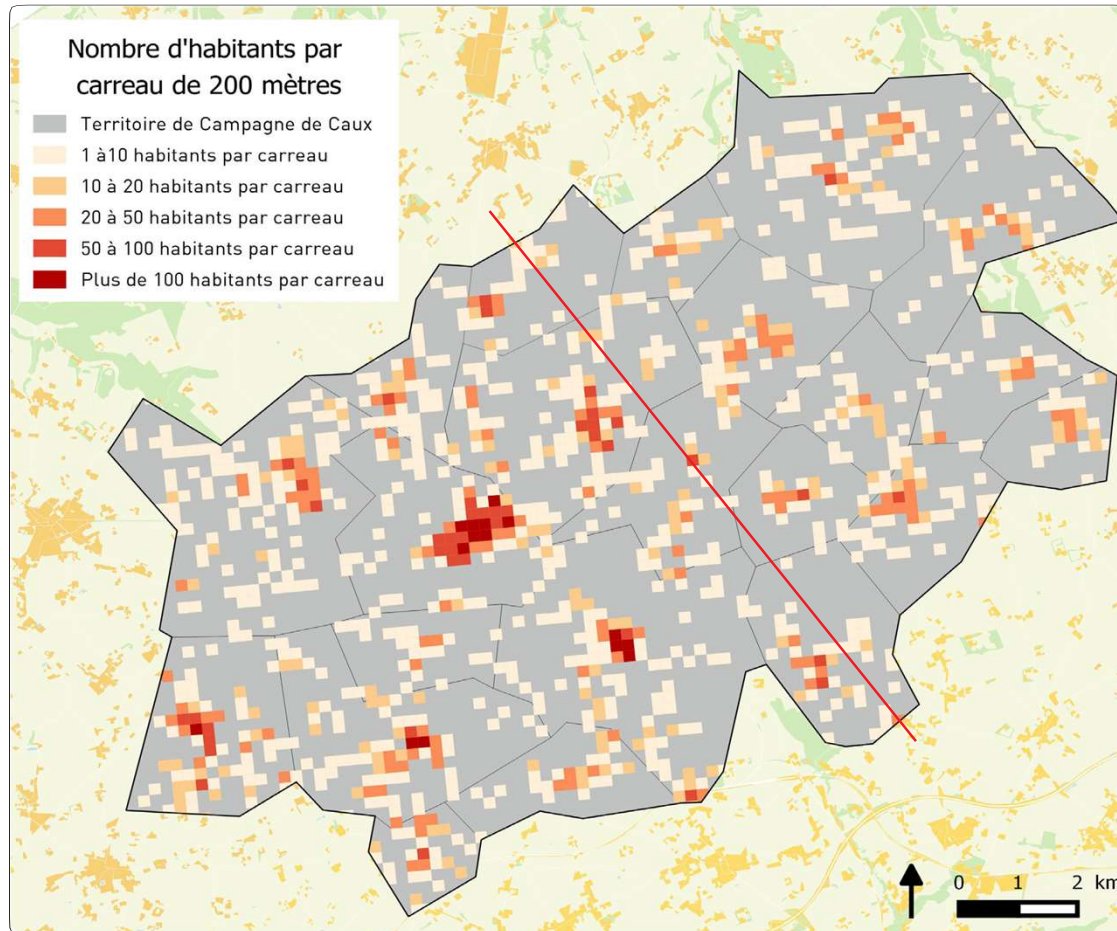 Nombre d'habitants par
carreau de 200 mètres
Territoire de Campagne de Caux
1 à10 habitants par carreau
10 à 20 habitants par carreau
20 à 50 habitants par carreau
50 à 100 habitants par carreau
Plus de 100 habitants par carreau
0 1 2 km